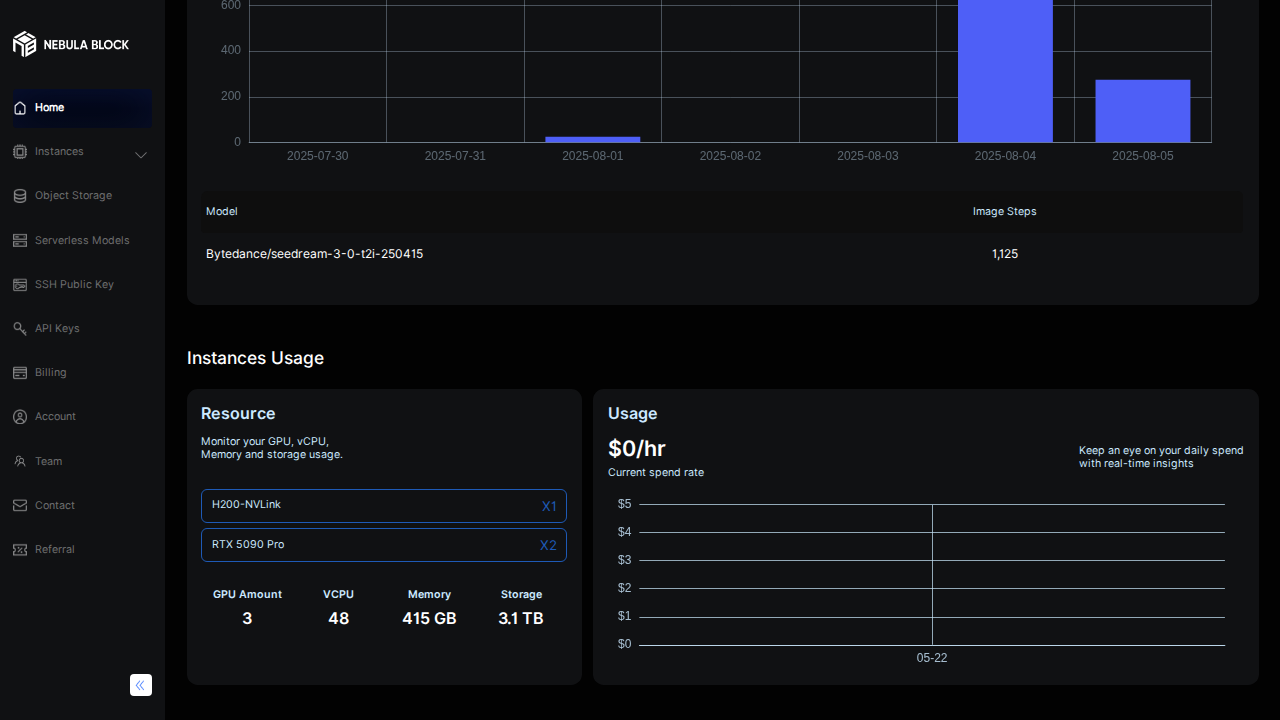 NEBULA BLOCK
Home
Instances
Object Storage
Serverless Models
SSH Public Key
API Keys
Billing
Account
Team
Contact
Referral
600
400
200
0
2025-07-30 2025-07-31 2025-08-01 2025-08-02 2025-08-03 2025-08-04 2025-08-05
Model Image Steps
Bytedance/seedream-3-0-t2i-250415 1,125
Instances Usage
Resource
Monitor your GPU, vCPU,
Memory and storage usage.
H200-NVLink X1
RTX 5090 Pro X2
GPU Amount VCPU Memory Storage
3 48 415 GB 3.1 TB
Usage
$0/hr
Current spend rate
Keep an eye on your daily spend
with real-time insights
$5
$4
$3
$2
$1
$0
05-22